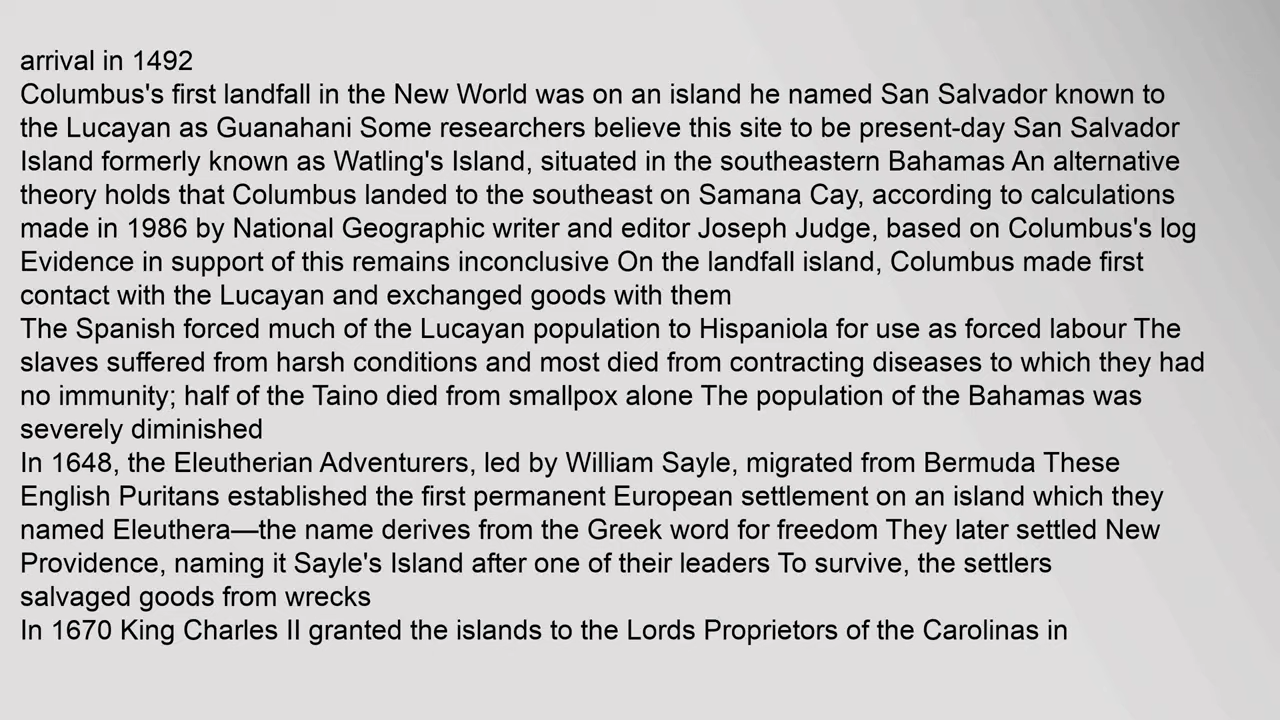 arrival in 1492
Columbus's first landfall in the New World was on an island he named San Salvador known to
the Lucayan as Guanahani Some researchers believe this site to be present-day San Salvador
Island formerly known as Watling's Island, situated in the southeastern Bahamas An alternative
theory holds that Columbus landed to the southeast on Samana Cay, according to calculations
made in 1986 by National Geographic writer and editor Joseph Judge, based on Columbus's log
Evidence in support of this remains inconclusive On the landfall island, Columbus made first
contact with the Lucayan and exchanged goods with them
The Spanish forced much of the Lucayan population to Hispaniola for use as forced labour The
slaves suffered from harsh conditions and most died from contracting diseases to which they had
no immunity; half of the Taino died from smallpox alone The population of the Bahamas was
severely diminished
In 1648, the Eleutherian Adventurers, led by William Sayle, migrated from Bermuda These
English Puritans established the first permanent European settlement on an island which they
named Eleuthera—the name derives from the Greek word for freedom They later settled New
Providence, naming it Sayle's Island after one of their leaders To survive, the settlers
salvaged goods from wrecks
In 1670 King Charles II granted the islands to the Lords Proprietors of the Carolinas in